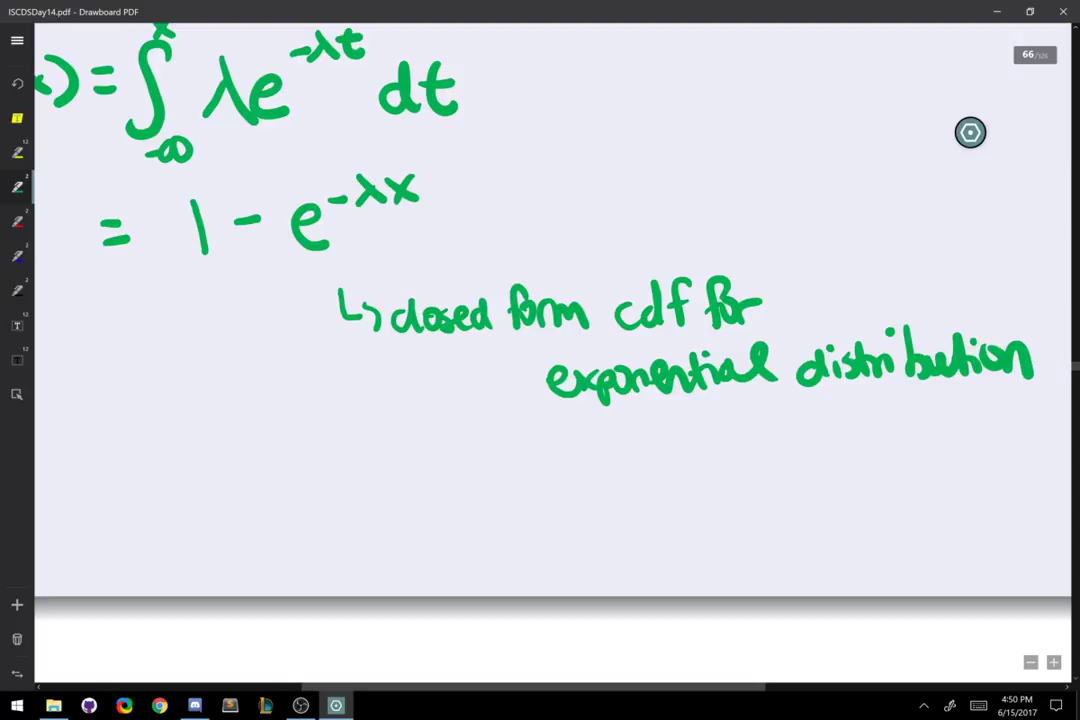 ISCDSDay14.pdf - Drawboard PDF
66/126
x) = ∫_{-∞}^{x} λe^{-λt} dt
= 1 - e^{-λx}
↳ closed form cdf for
exponential distribution
4:50 PM
6/15/2017